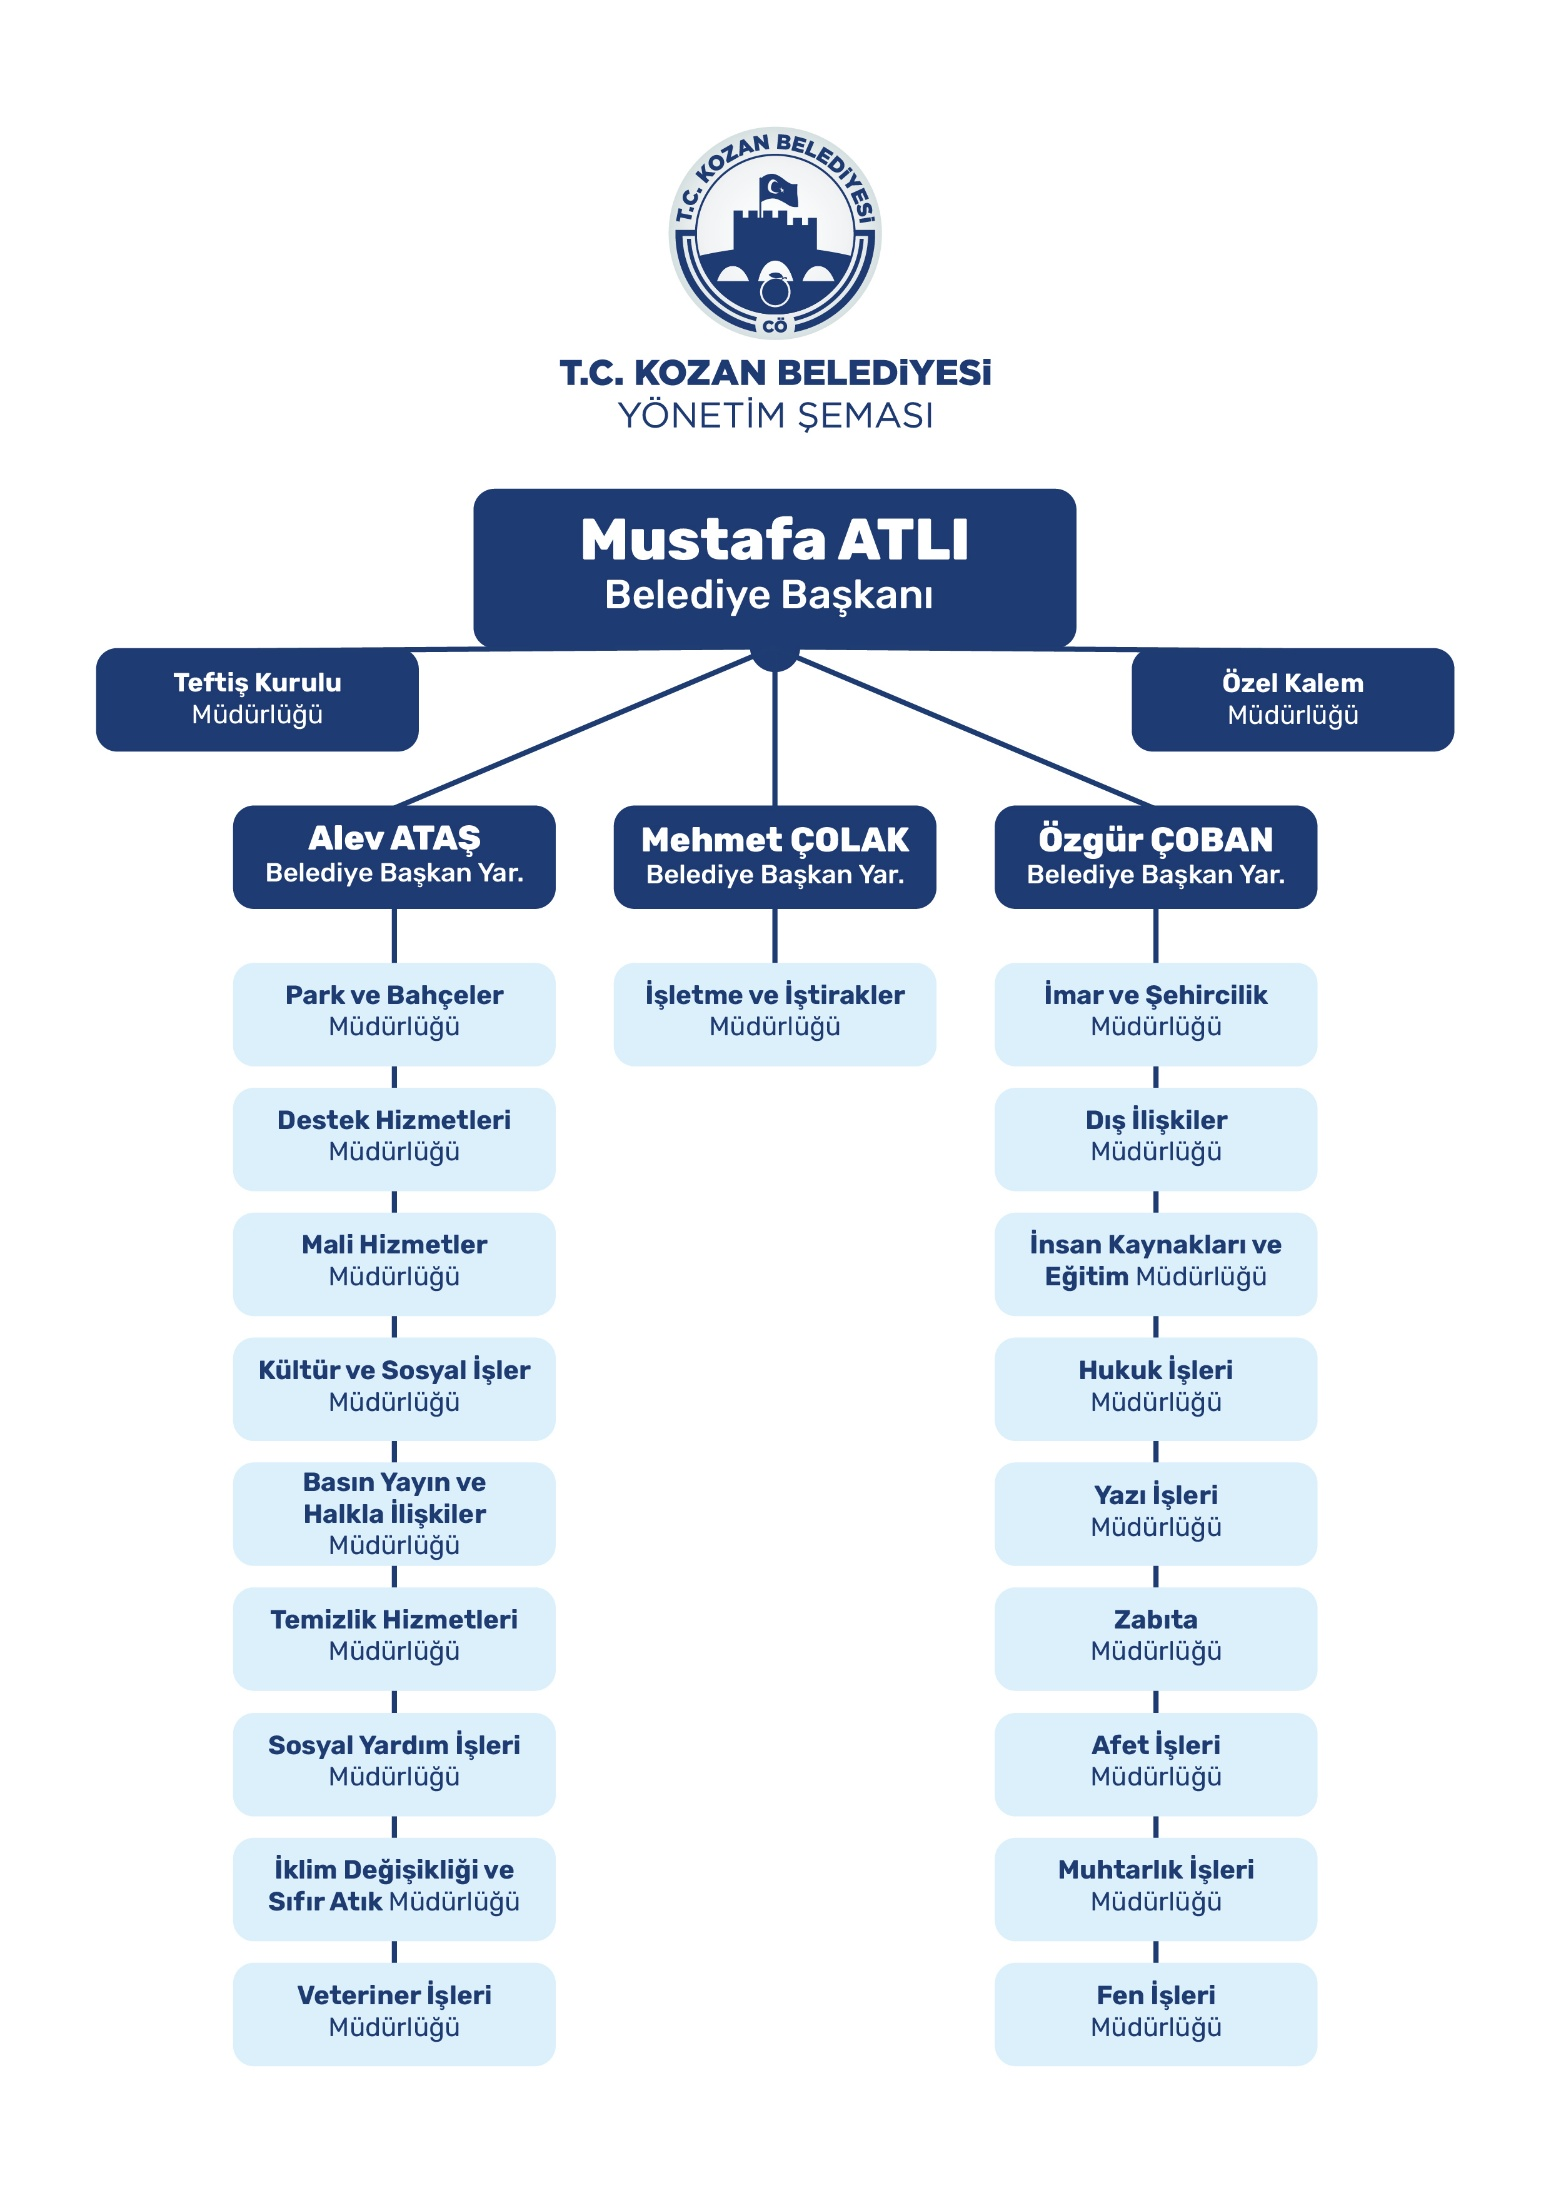 T.C. KOZAN BELEDİYESİ
CÖ
T.C. KOZAN BELEDİYESİ
YÖNETİM ŞEMASI
Mustafa ATLI
Belediye Başkanı
Teftiş Kurulu
Müdürlüğü
Özel Kalem
Müdürlüğü
Alev ATAŞ
Belediye Başkan Yar.
Park ve Bahçeler
Müdürlüğü
Destek Hizmetleri
Müdürlüğü
Mali Hizmetler
Müdürlüğü
Kültür ve Sosyal İşler
Müdürlüğü
Basın Yayın ve
Halkla İlişkiler
Müdürlüğü
Temizlik Hizmetleri
Müdürlüğü
Sosyal Yardım İşleri
Müdürlüğü
İklim Değişikliği ve
Sıfır Atık Müdürlüğü
Veteriner İşleri
Müdürlüğü
Mehmet ÇOLAK
Belediye Başkan Yar.
İşletme ve İştirakler
Müdürlüğü
Özgür ÇOBAN
Belediye Başkan Yar.
İmar ve Şehircilik
Müdürlüğü
Dış İlişkiler
Müdürlüğü
İnsan Kaynakları ve
Eğitim Müdürlüğü
Hukuk İşleri
Müdürlüğü
Yazı İşleri
Müdürlüğü
Zabıta
Müdürlüğü
Afet İşleri
Müdürlüğü
Muhtarlık İşleri
Müdürlüğü
Fen İşleri
Müdürlüğü